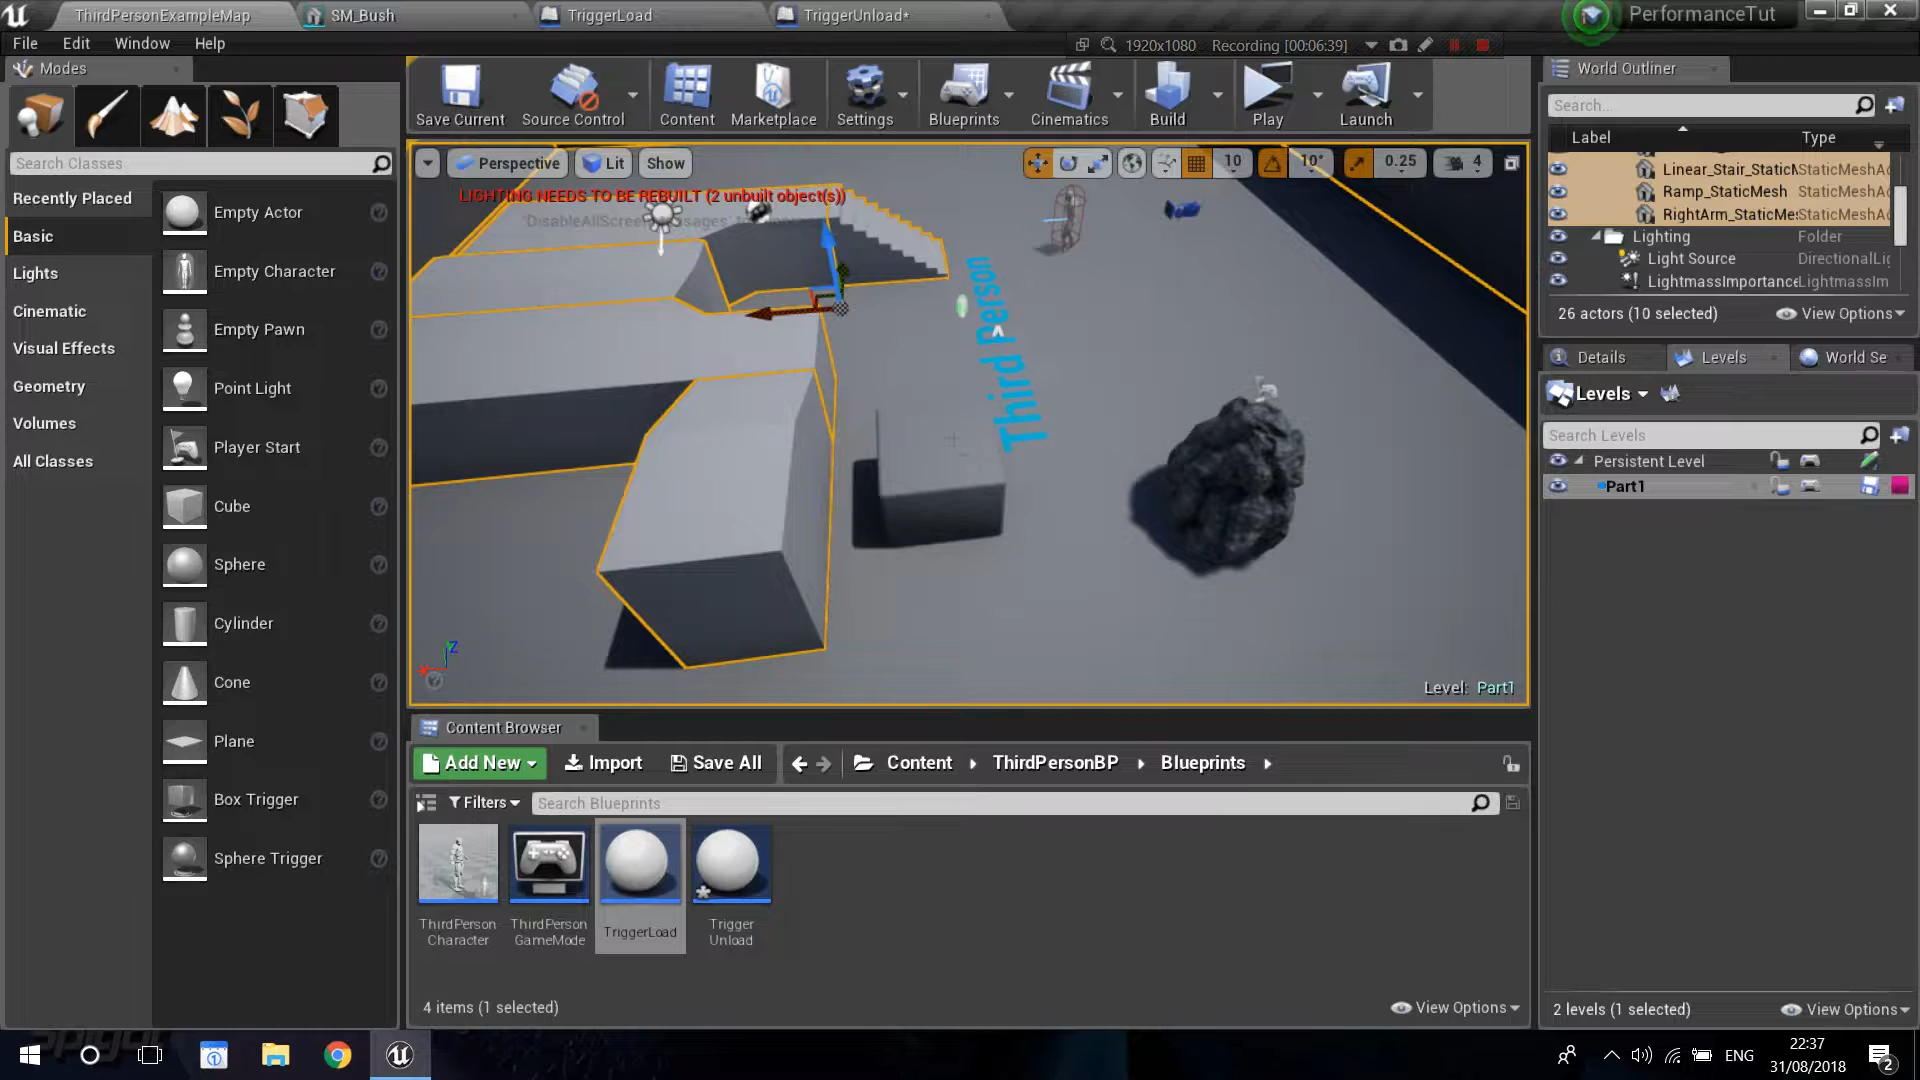 ThirdPersonExampleMap
SM_Bush
TriggerLoad
TriggerUnload*
PerformanceTut
File
Edit
Window
Help
1920x1080
Recording [00:06:39]
Modes
World Outliner
Save Current
Source Control
Content
Marketplace
Settings
Blueprints
Cinematics
Build
Play
Launch
Search...
Label
Type
Search Classes
Perspective
Lit
Show
10
10°
0.25
4
LIGHTING NEEDS TO BE REBUILT (2 unbuilt object(s))
Linear_Stair_StaticM
StaticMeshAc
Ramp_StaticMesh
StaticMeshAc
RightArm_StaticMes
StaticMeshAc
Lighting
Folder
Light Source
DirectionalLig
LightmassImportance
LightmassIm
26 actors (10 selected)
View Options
Recently Placed
Basic
Lights
Cinematic
Visual Effects
Geometry
Volumes
All Classes
Empty Actor
Empty Character
Empty Pawn
Point Light
Player Start
Cube
Sphere
Cylinder
Cone
Plane
Box Trigger
Sphere Trigger
Third Person
Z
Level: Part1
Details
Levels
World Se
Levels
Search Levels
Persistent Level
Part1
2 levels (1 selected)
View Options
Content Browser
Add New
Import
Save All
Content
ThirdPersonBP
Blueprints
Filters
Search Blueprints
ThirdPerson
Character
ThirdPerson
GameMode
TriggerLoad
Trigger
Unload
4 items (1 selected)
View Options
ENG
22:37
31/08/2018
2